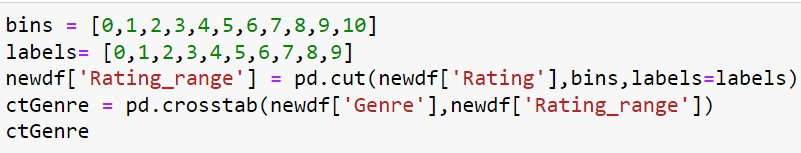 bins = [0,1,2,3,4,5,6,7,8,9,10]
labels= [0,1,2,3,4,5,6,7,8,9]
newdf['Rating_range'] = pd.cut(newdf['Rating'],bins,labels=labels)
ctGenre = pd.crosstab(newdf['Genre'],newdf['Rating_range'])
ctGenre